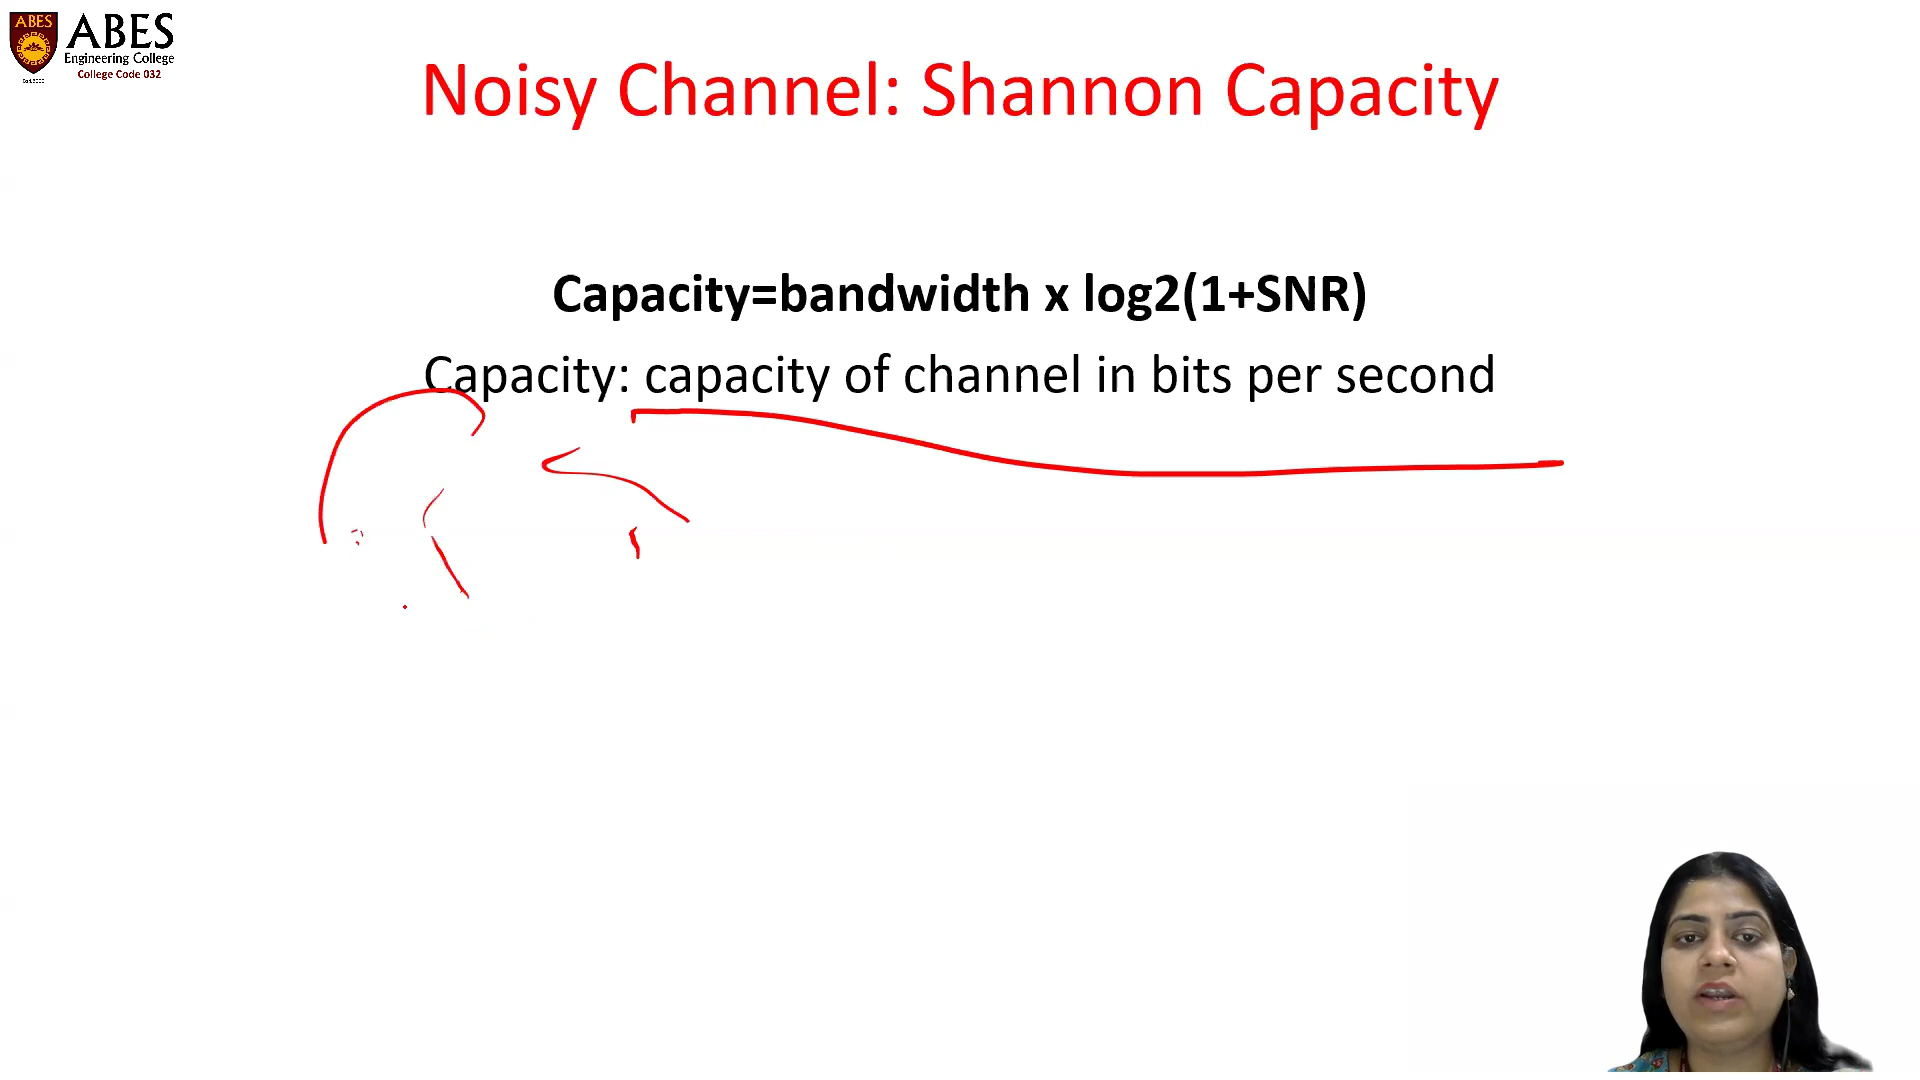 ABES
ABES
Engineering College
College Code 032
Noisy Channel: Shannon Capacity
Capacity=bandwidth x log2(1+SNR)
Capacity: capacity of channel in bits per second